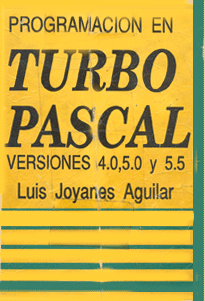 PROGRAMACION EN
TURBO
PASCAL
VERSIONES 4.0,5.0 y 5.5
Luis Joyanes Aguilar